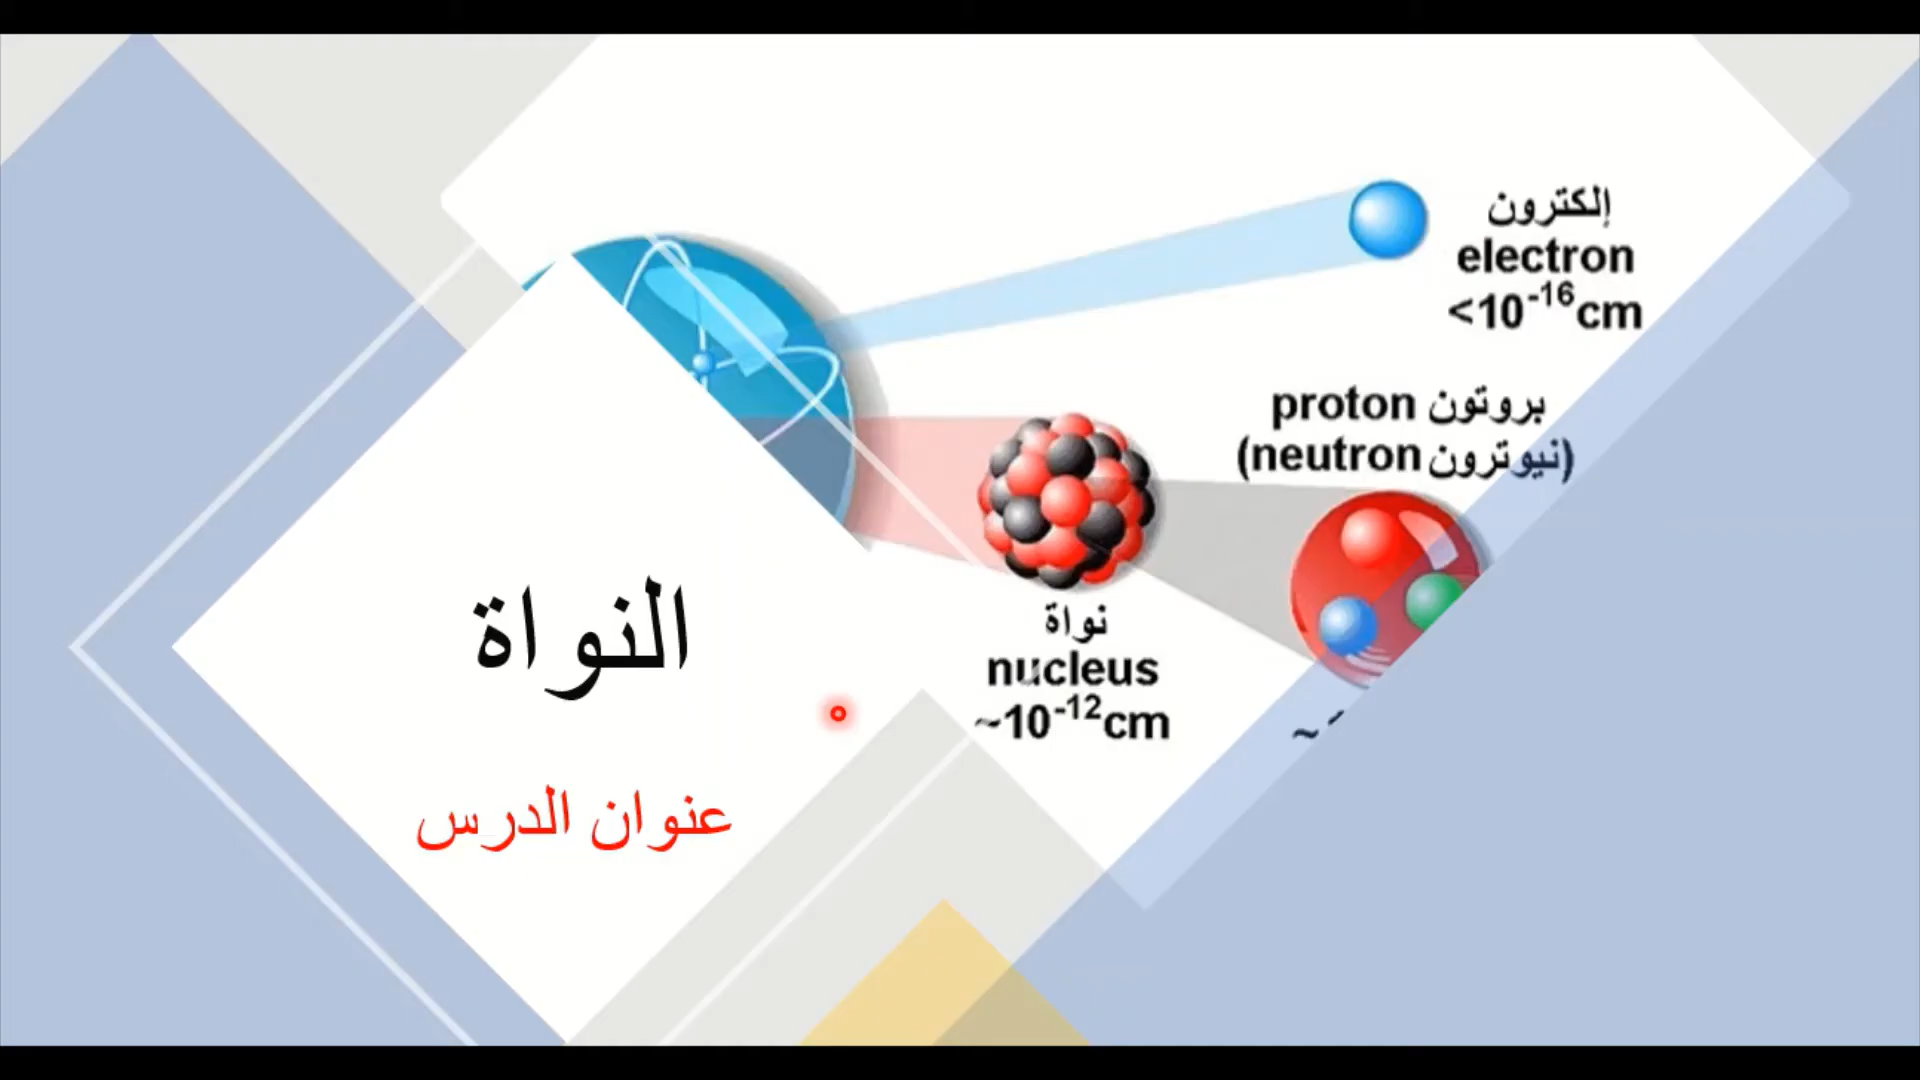 إلكترون
electron
<10-16cm
proton بروتون
(neutron نيوترون)
نواة
nucleus
~10-12cm
النواة
عنوان الدرس